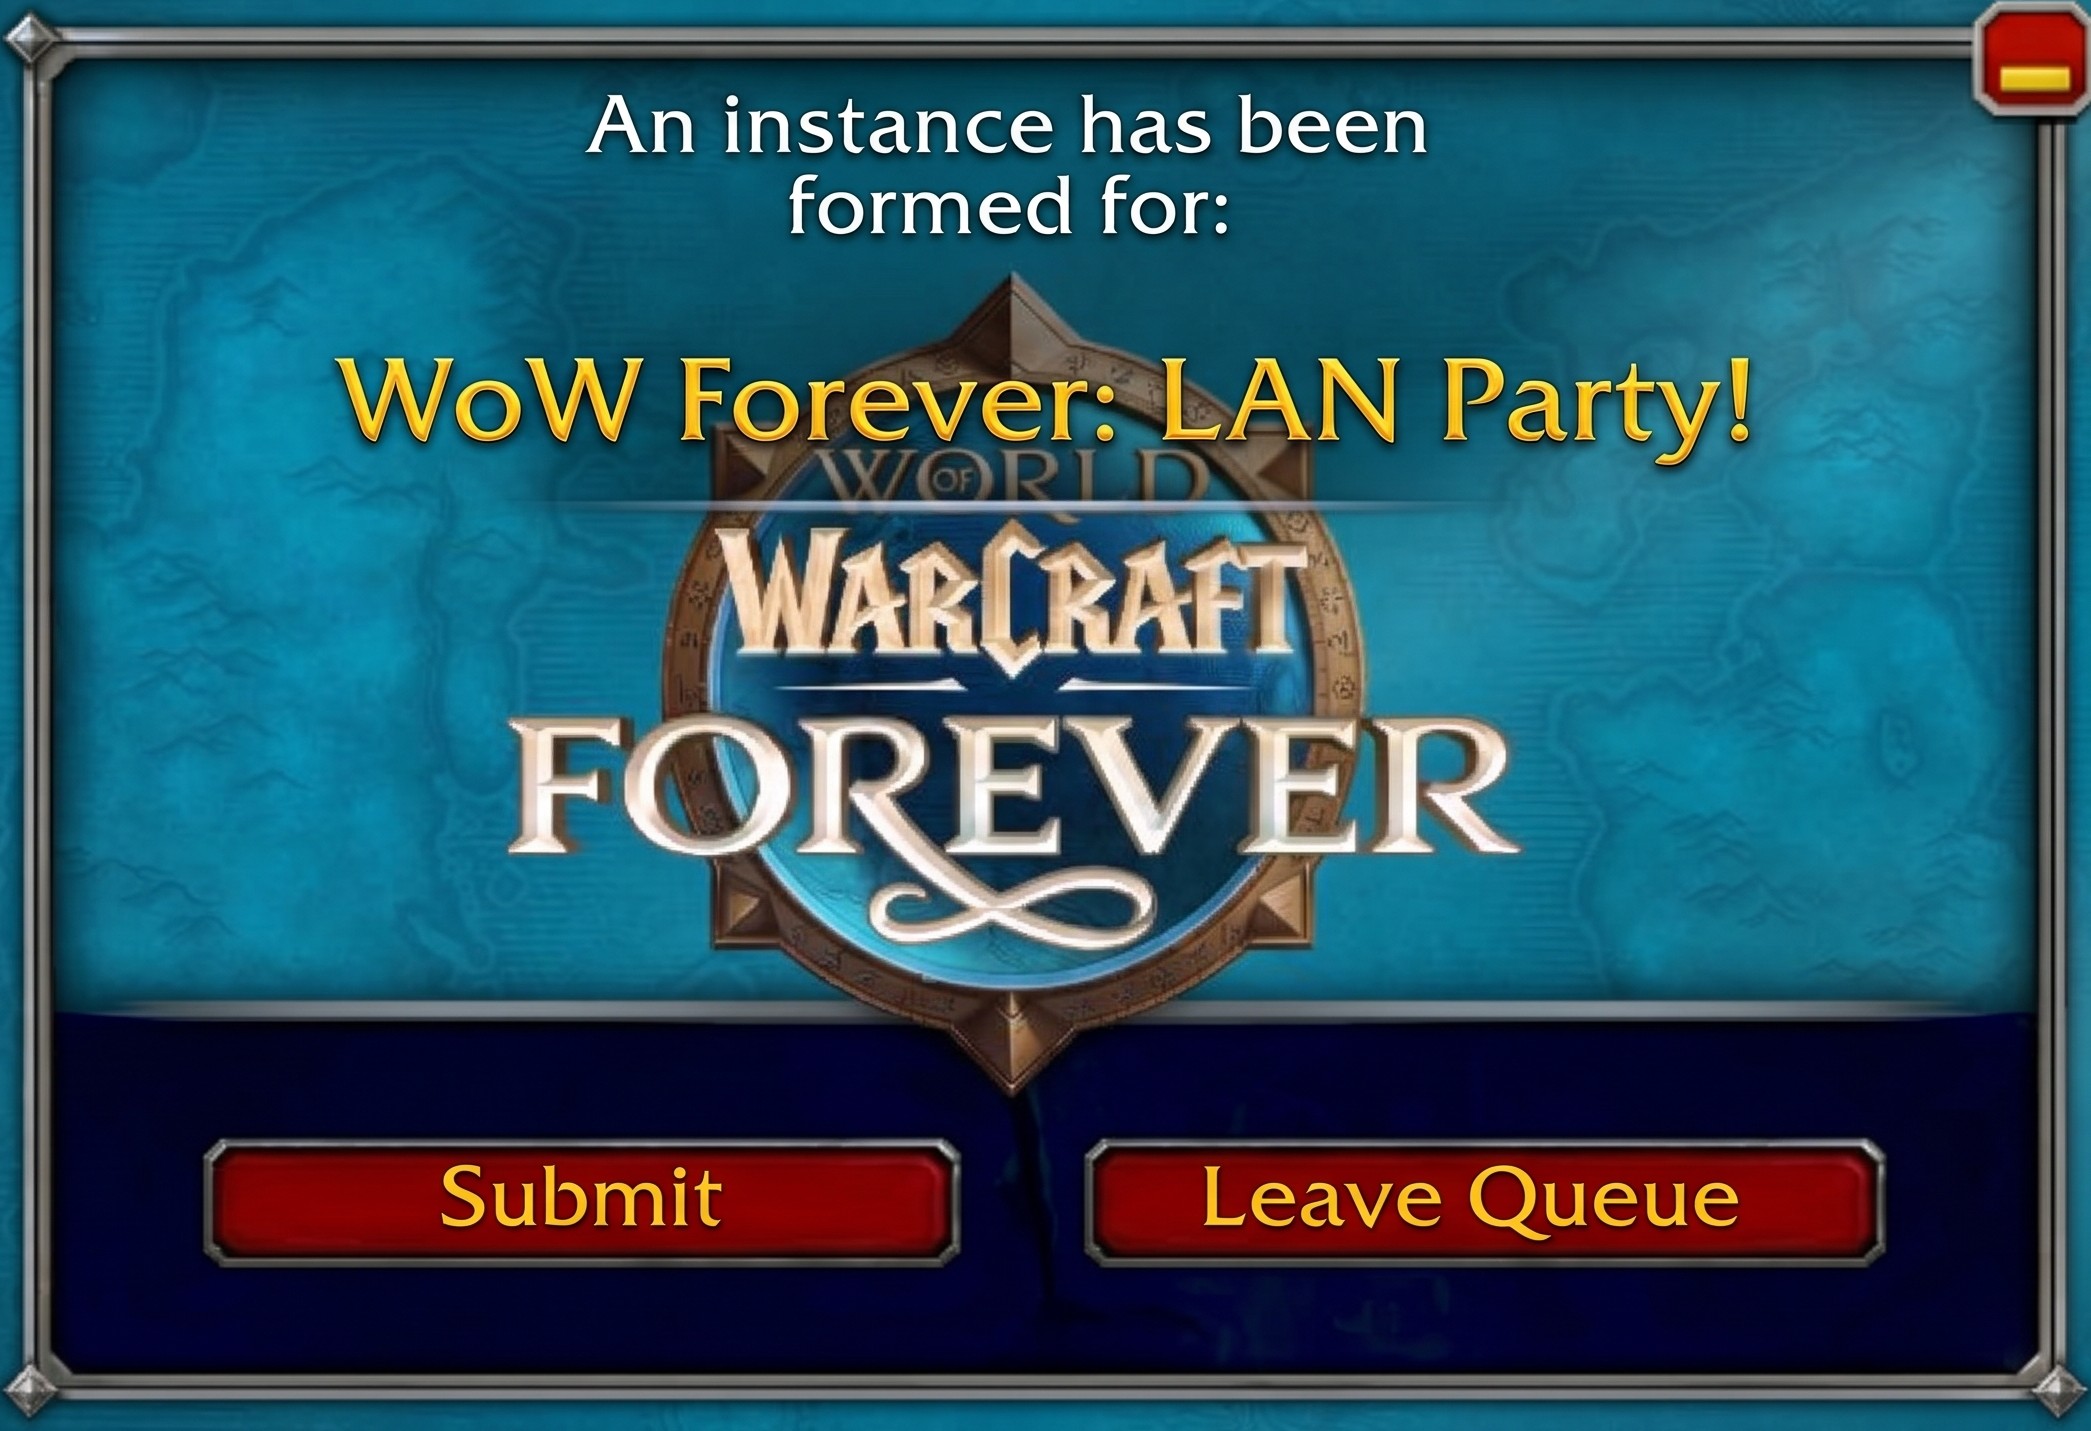 An instance has been
formed for:
WoW Forever: LAN Party!
WORLD
OF
WARCRAFT
FOREVER
Submit
Leave Queue